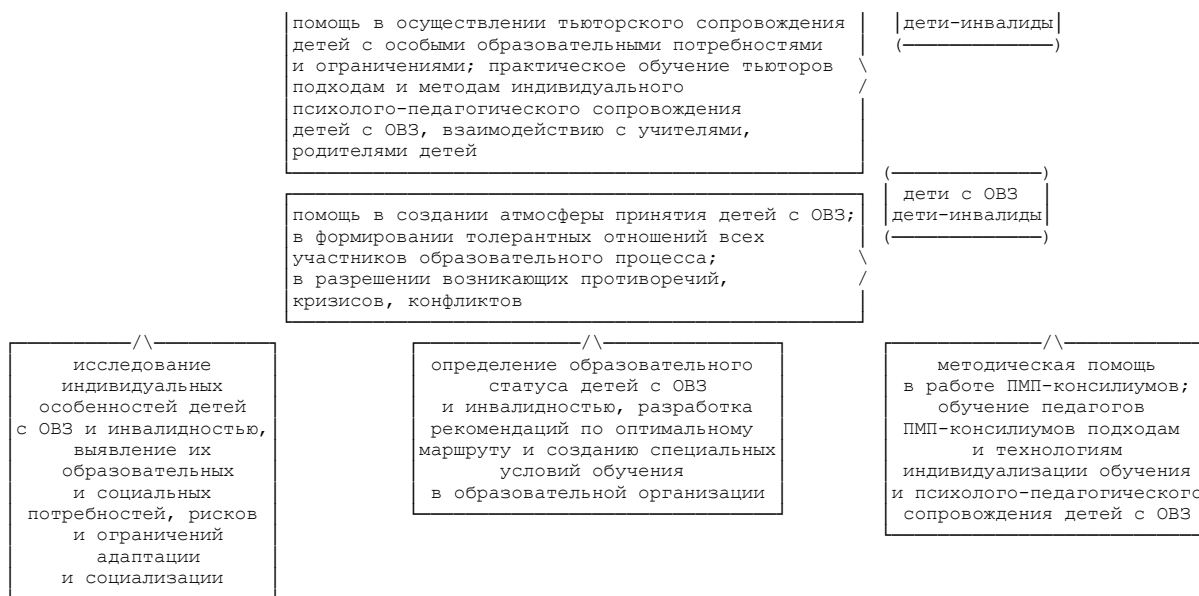 помощь в осуществлении тьюторского сопровождения
детей с особыми образовательными потребностями
и ограничениями; практическое обучение тьюторов
подходам и методам индивидуального
психолого-педагогического сопровождения
детей с ОВЗ, взаимодействию с учителями,
родителями детей
дети-инвалиды
помощь в создании атмосферы принятия детей с ОВЗ;
в формировании толерантных отношений всех
участников образовательного процесса;
в разрешении возникающих противоречий,
кризисов, конфликтов
дети с ОВЗ
дети-инвалиды
исследование
индивидуальных
особенностей детей
с ОВЗ и инвалидностью,
выявление их
образовательных
и социальных
потребностей, рисков
и ограничений
адаптации
и социализации
определение образовательного
статуса детей с ОВЗ
и инвалидностью, разработка
рекомендаций по оптимальному
маршруту и созданию специальных
условий обучения
в образовательной организации
методическая помощь
в работе ПМП-консилиумов;
обучение педагогов
ПМП-консилиумов подходам
и технологиям
индивидуализации обучения
и психолого-педагогического
сопровождения детей с ОВЗ